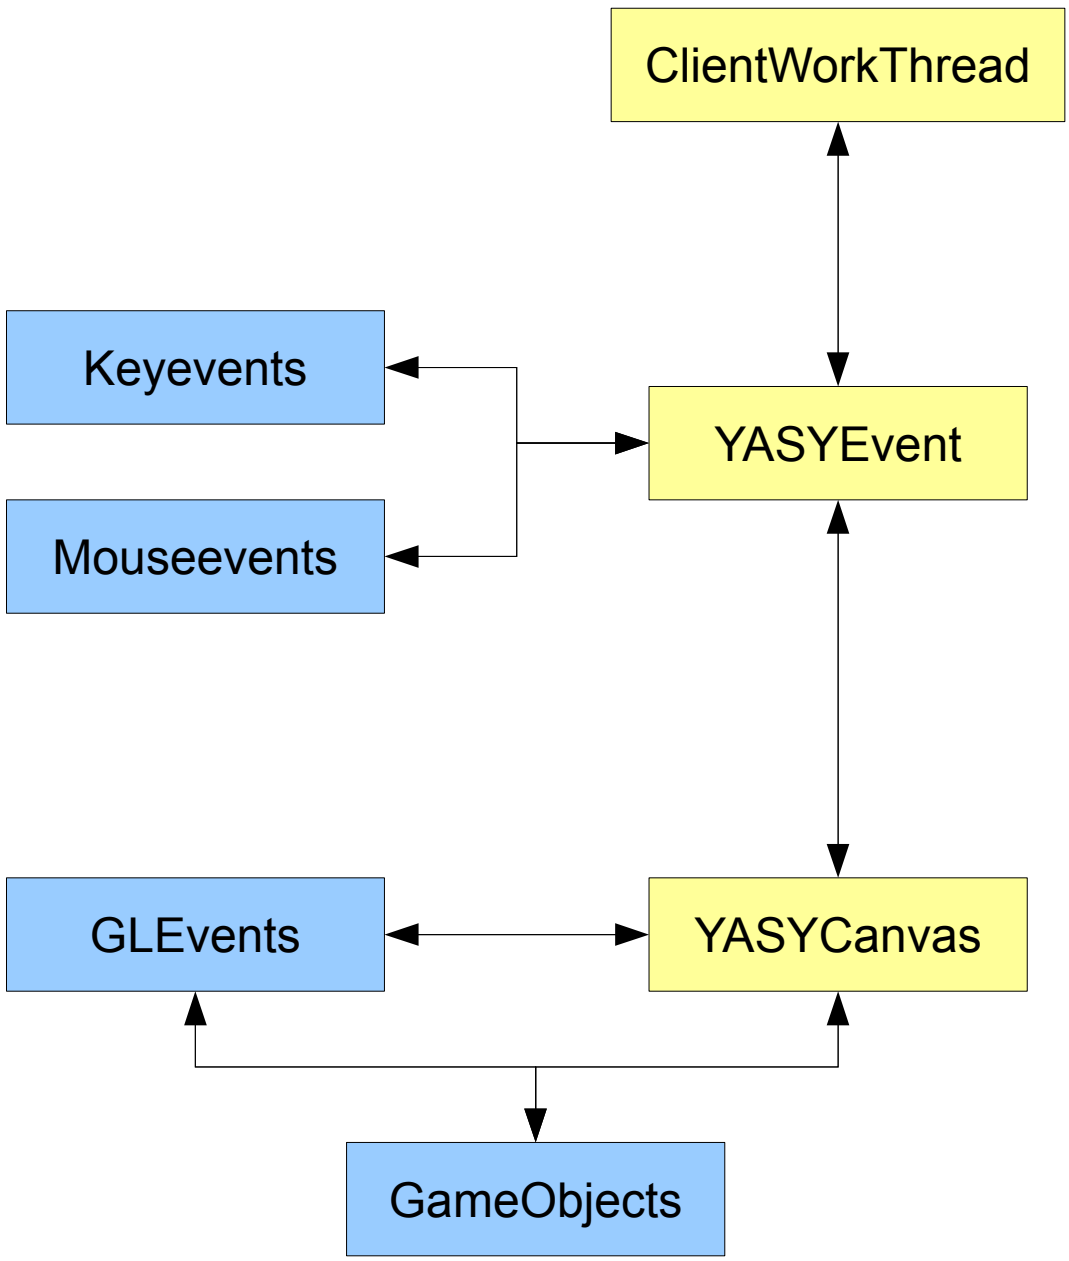 ClientWorkThread
Keyevents
YASYEvent
Mouseevents
GLEvents
YASYCanvas
GameObjects